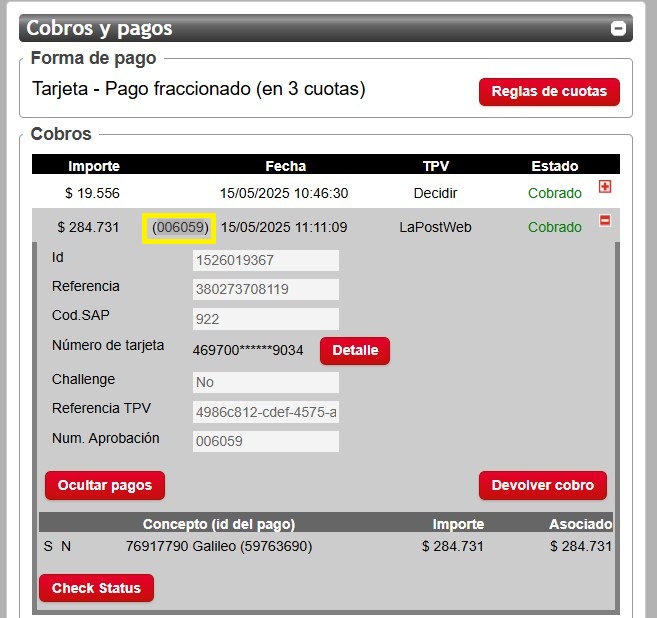 Cobros y pagos
Forma de pago
Tarjeta - Pago fraccionado (en 3 cuotas)
Reglas de cuotas
Cobros
Importe Fecha TPV Estado
$ 19.556 15/05/2025 10:46:30 Decidir Cobrado
$ 284.731 (006059) 15/05/2025 11:11:09 LaPostWeb Cobrado
Id 1526019367
Referencia 380273708119
Cod.SAP 922
Número de tarjeta 469700******9034 Detalle
Challenge No
Referencia TPV 4986c812-cdef-4575-a
Num. Aprobación 006059
Ocultar pagos Devolver cobro
Concepto (id del pago) Importe Asociado
S N 76917790 Galileo (59763690) $ 284.731 $ 284.731
Check Status